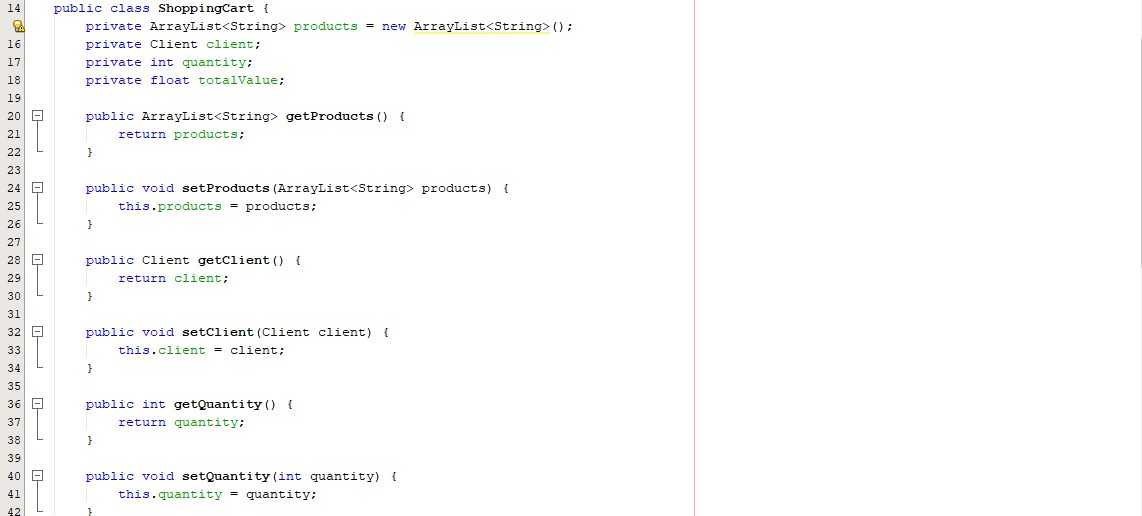 14 public class ShoppingCart {
private ArrayList<String> products = new ArrayList<String>();
16 private Client client;
17 private int quantity;
18 private float totalValue;
19
20 public ArrayList<String> getProducts() {
21 return products;
22 }
23
24 public void setProducts(ArrayList<String> products) {
25 this.products = products;
26 }
27
28 public Client getClient() {
29 return client;
30 }
31
32 public void setClient(Client client) {
33 this.client = client;
34 }
35
36 public int getQuantity() {
37 return quantity;
38 }
39
40 public void setQuantity(int quantity) {
41 this.quantity = quantity;
42 }